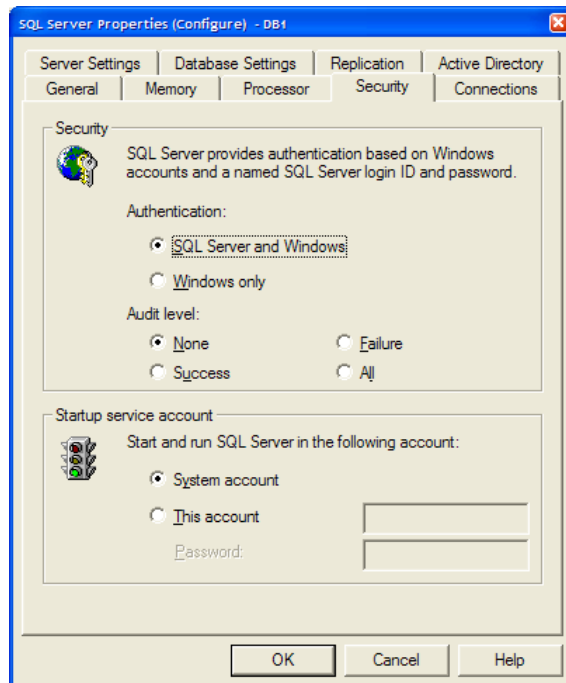 SQL Server Properties (Configure) - DB1
Server Settings Database Settings Replication Active Directory
General Memory Processor Security Connections
Security
SQL Server provides authentication based on Windows
accounts and a named SQL Server login ID and password.
Authentication:
SQL Server and Windows
Windows only
Audit level:
None Failure
Success All
Startup service account
Start and run SQL Server in the following account:
System account
This account
Password:
OK Cancel Help